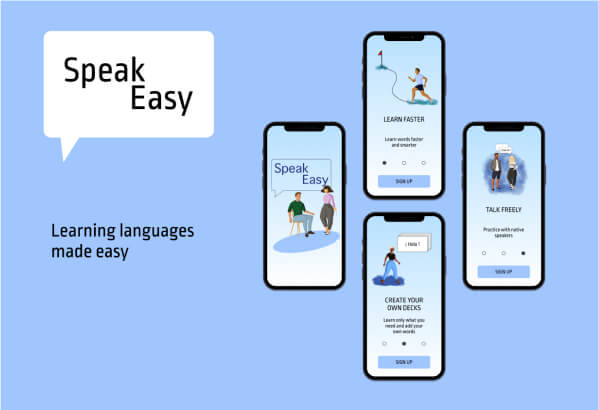 Speak
Easy
Learning languages
made easy
Speak
Easy
LEARN FASTER
Learn words faster
and smarter
SIGN UP
CREATE YOUR
OWN DECKS
Learn only what you
need and add your
own words
SIGN UP
TALK FREELY
Practice with native
speakers
SIGN UP